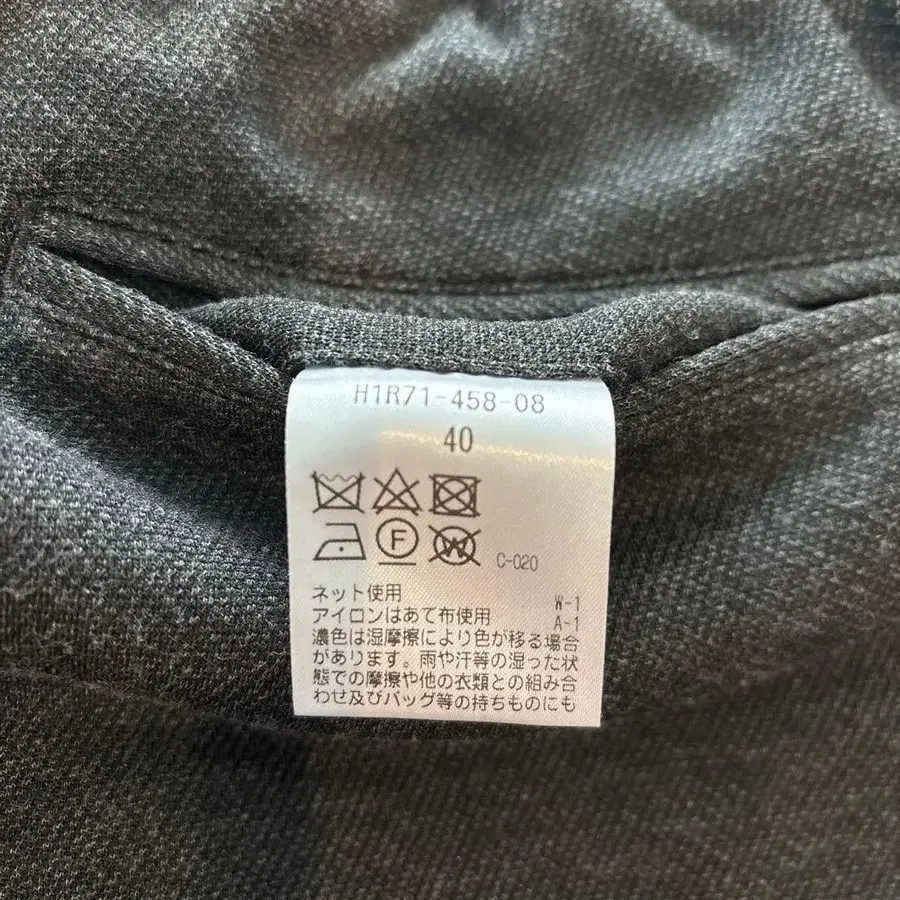 H1R71-458-08
40
F W
C-020
ネット使用 W-1
アイロンはあて布使用 A-1
濃色は湿摩擦により色が移る場合
があります。雨や汗等の湿った状
態での摩擦や他の衣類との組み合
わせ及びバッグ等の持ちものにも